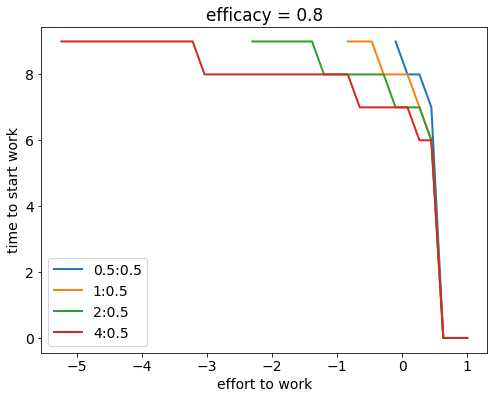 efficacy = 0.8
time to start work
8
6
4
2
0
0.5:0.5
1:0.5
2:0.5
4:0.5
−5 −4 −3 −2 −1 0 1
effort to work